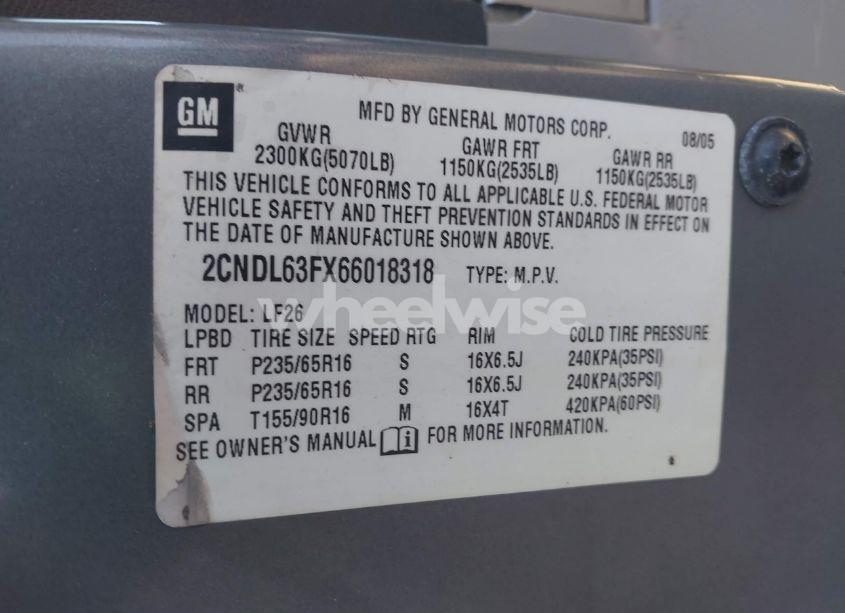 GM
MFD BY GENERAL MOTORS CORP. 08/05
GVWR GAWR FRT GAWR RR
2300KG(5070LB) 1150KG(2535LB) 1150KG(2535LB)
THIS VEHICLE CONFORMS TO ALL APPLICABLE U.S. FEDERAL MOTOR
VEHICLE SAFETY AND THEFT PREVENTION STANDARDS IN EFFECT ON
THE DATE OF MANUFACTURE SHOWN ABOVE.
2CNDL63FX66018318 TYPE: M.P.V.
wheelwise
MODEL: LF26
LPBD TIRE SIZE SPEED RTG RIM COLD TIRE PRESSURE
FRT P235/65R16 S 16X6.5J 240KPA(35PSI)
RR P235/65R16 S 16X6.5J 240KPA(35PSI)
SPA T155/90R16 M 16X4T 420KPA(60PSI)
SEE OWNER'S MANUAL i FOR MORE INFORMATION.